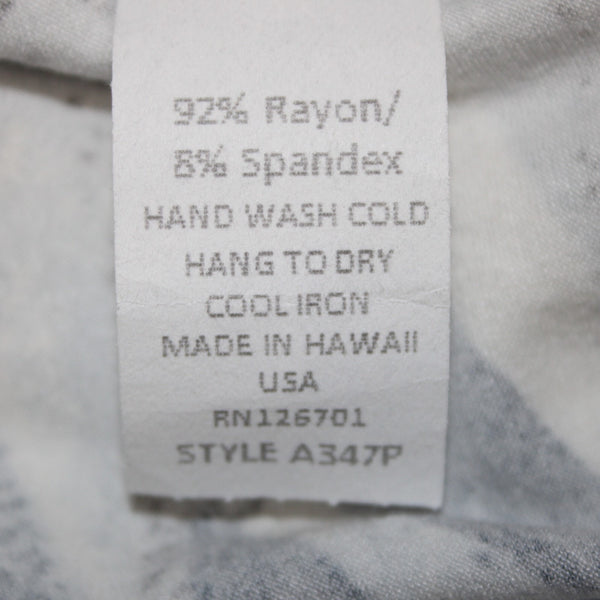 92% Rayon/
8% Spandex
HAND WASH COLD
HANG TO DRY
COOL IRON
MADE IN HAWAII
USA
RN126701
STYLE A347P